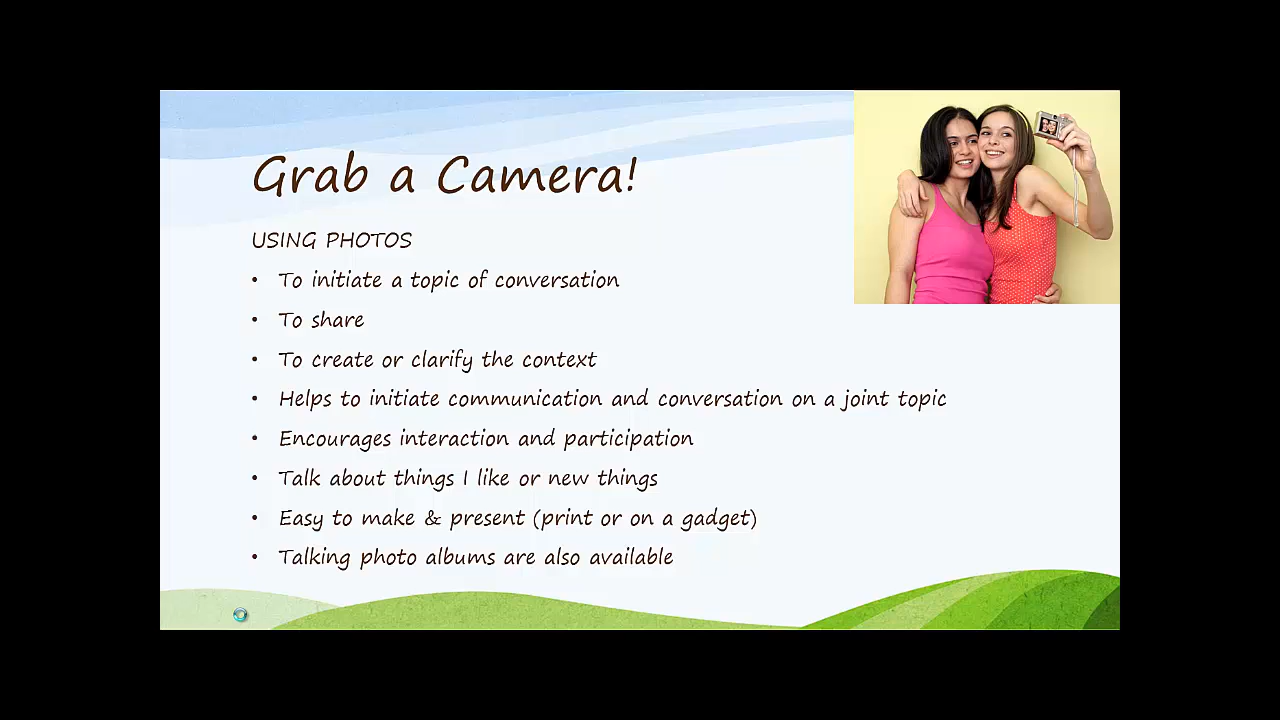 Grab a Camera!
USING PHOTOS
• To initiate a topic of conversation
• To share
• To create or clarify the context
• Helps to initiate communication and conversation on a joint topic
• Encourages interaction and participation
• Talk about things I like or new things
• Easy to make & present (print or on a gadget)
• Talking photo albums are also available